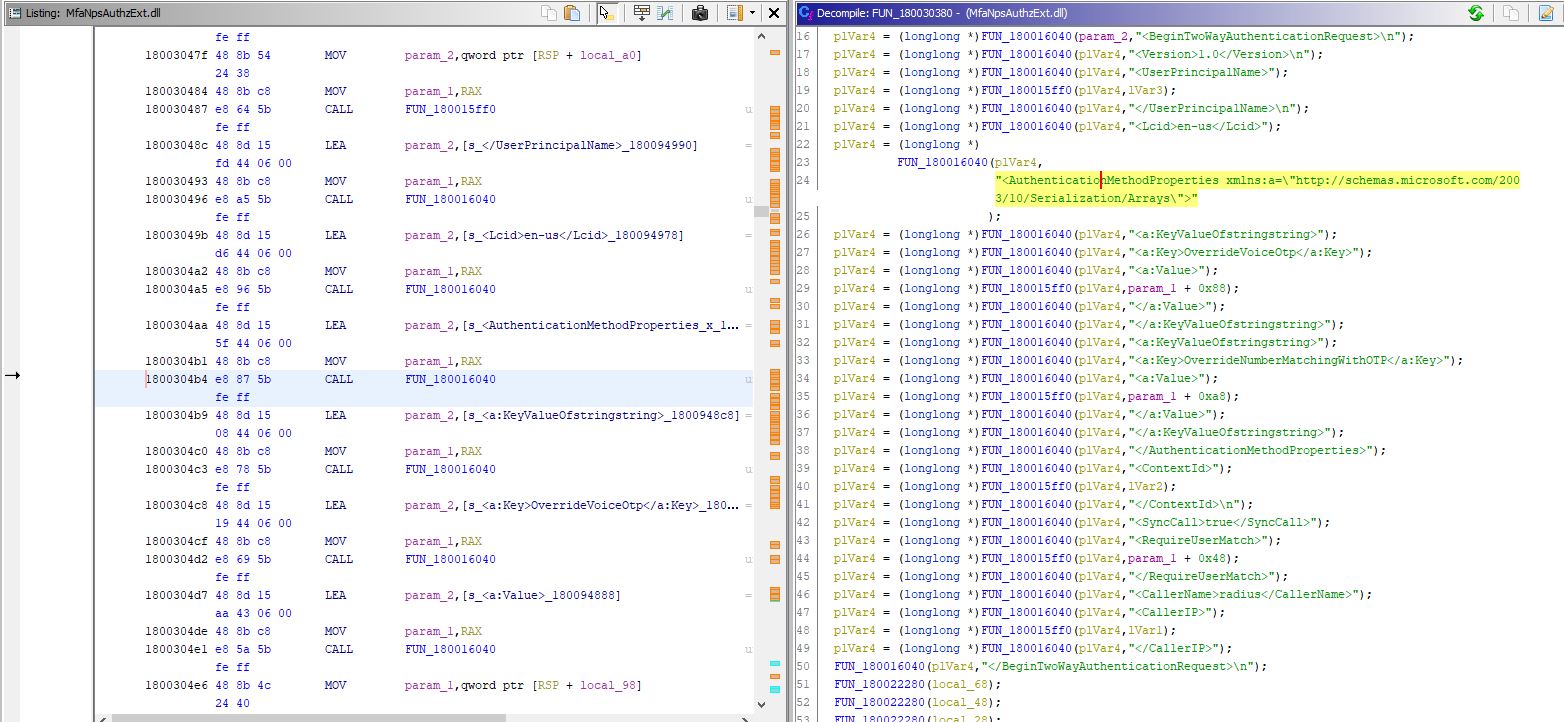 Listing: MfaNpsAuthzExt.dll
fe ff
18003047f 48 8b 54 MOV param_2,qword ptr [RSP + local_a0]
24 38
180030484 48 8b c8 MOV param_1,RAX
180030487 e8 64 5b CALL FUN_180015ff0 u
fe ff
18003048c 48 8d 15 LEA param_2,[s_</UserPrincipalName>_180094990] =
fd 44 06 00
180030493 48 8b c8 MOV param_1,RAX
180030496 e8 a5 5b CALL FUN_180016040 u
fe ff
18003049b 48 8d 15 LEA param_2,[s_<Lcid>en-us</Lcid>_180094978] =
d6 44 06 00
1800304a2 48 8b c8 MOV param_1,RAX
1800304a5 e8 96 5b CALL FUN_180016040 u
fe ff
1800304aa 48 8d 15 LEA param_2,[s_<AuthenticationMethodProperties_x_1... =
5f 44 06 00
1800304b1 48 8b c8 MOV param_1,RAX
1800304b4 e8 87 5b CALL FUN_180016040 u
fe ff
1800304b9 48 8d 15 LEA param_2,[s_<a:KeyValueOfstringstring>_1800948c8] =
08 44 06 00
1800304c0 48 8b c8 MOV param_1,RAX
1800304c3 e8 78 5b CALL FUN_180016040 u
fe ff
1800304c8 48 8d 15 LEA param_2,[s_<a:Key>OverrideVoiceOtp</a:Key>_180... =
19 44 06 00
1800304cf 48 8b c8 MOV param_1,RAX
1800304d2 e8 69 5b CALL FUN_180016040 u
fe ff
1800304d7 48 8d 15 LEA param_2,[s_<a:Value>_180094888] =
aa 43 06 00
1800304de 48 8b c8 MOV param_1,RAX
1800304e1 e8 5a 5b CALL FUN_180016040 u
fe ff
1800304e6 48 8b 4c MOV param_1,qword ptr [RSP + local_98]
24 40
Decompile: FUN_180030380 - (MfaNpsAuthzExt.dll)
16 plVar4 = (longlong *)FUN_180016040(param_2,"<BeginTwoWayAuthenticationRequest>\n");
17 plVar4 = (longlong *)FUN_180016040(plVar4,"<Version>1.0</Version>\n");
18 plVar4 = (longlong *)FUN_180016040(plVar4,"<UserPrincipalName>");
19 plVar4 = (longlong *)FUN_180015ff0(plVar4,lVar3);
20 plVar4 = (longlong *)FUN_180016040(plVar4,"</UserPrincipalName>\n");
21 plVar4 = (longlong *)FUN_180016040(plVar4,"<Lcid>en-us</Lcid>");
22 plVar4 = (longlong *)
23 FUN_180016040(plVar4,
24 "<AuthenticationMethodProperties xmlns:a=\"http://schemas.microsoft.com/200
3/10/Serialization/Arrays\">"
25 );
26 plVar4 = (longlong *)FUN_180016040(plVar4,"<a:KeyValueOfstringstring>");
27 plVar4 = (longlong *)FUN_180016040(plVar4,"<a:Key>OverrideVoiceOtp</a:Key>");
28 plVar4 = (longlong *)FUN_180016040(plVar4,"<a:Value>");
29 plVar4 = (longlong *)FUN_180015ff0(plVar4,param_1 + 0x88);
30 plVar4 = (longlong *)FUN_180016040(plVar4,"</a:Value>");
31 plVar4 = (longlong *)FUN_180016040(plVar4,"</a:KeyValueOfstringstring>");
32 plVar4 = (longlong *)FUN_180016040(plVar4,"<a:KeyValueOfstringstring>");
33 plVar4 = (longlong *)FUN_180016040(plVar4,"<a:Key>OverrideNumberMatchingWithOTP</a:Key>");
34 plVar4 = (longlong *)FUN_180016040(plVar4,"<a:Value>");
35 plVar4 = (longlong *)FUN_180015ff0(plVar4,param_1 + 0xa8);
36 plVar4 = (longlong *)FUN_180016040(plVar4,"</a:Value>");
37 plVar4 = (longlong *)FUN_180016040(plVar4,"</a:KeyValueOfstringstring>");
38 plVar4 = (longlong *)FUN_180016040(plVar4,"</AuthenticationMethodProperties>");
39 plVar4 = (longlong *)FUN_180016040(plVar4,"<ContextId>");
40 plVar4 = (longlong *)FUN_180015ff0(plVar4,lVar2);
41 plVar4 = (longlong *)FUN_180016040(plVar4,"</ContextId>\n");
42 plVar4 = (longlong *)FUN_180016040(plVar4,"<SyncCall>true</SyncCall>");
43 plVar4 = (longlong *)FUN_180016040(plVar4,"<RequireUserMatch>");
44 plVar4 = (longlong *)FUN_180015ff0(plVar4,param_1 + 0x48);
45 plVar4 = (longlong *)FUN_180016040(plVar4,"</RequireUserMatch>");
46 plVar4 = (longlong *)FUN_180016040(plVar4,"<CallerName>radius</CallerName>");
47 plVar4 = (longlong *)FUN_180016040(plVar4,"<CallerIP>");
48 plVar4 = (longlong *)FUN_180015ff0(plVar4,lVar1);
49 plVar4 = (longlong *)FUN_180016040(plVar4,"</CallerIP>");
50 FUN_180016040(plVar4,"</BeginTwoWayAuthenticationRequest>\n");
51 FUN_180022280(local_68);
52 FUN_180022280(local_48);
53 FUN_180022280(local_28);